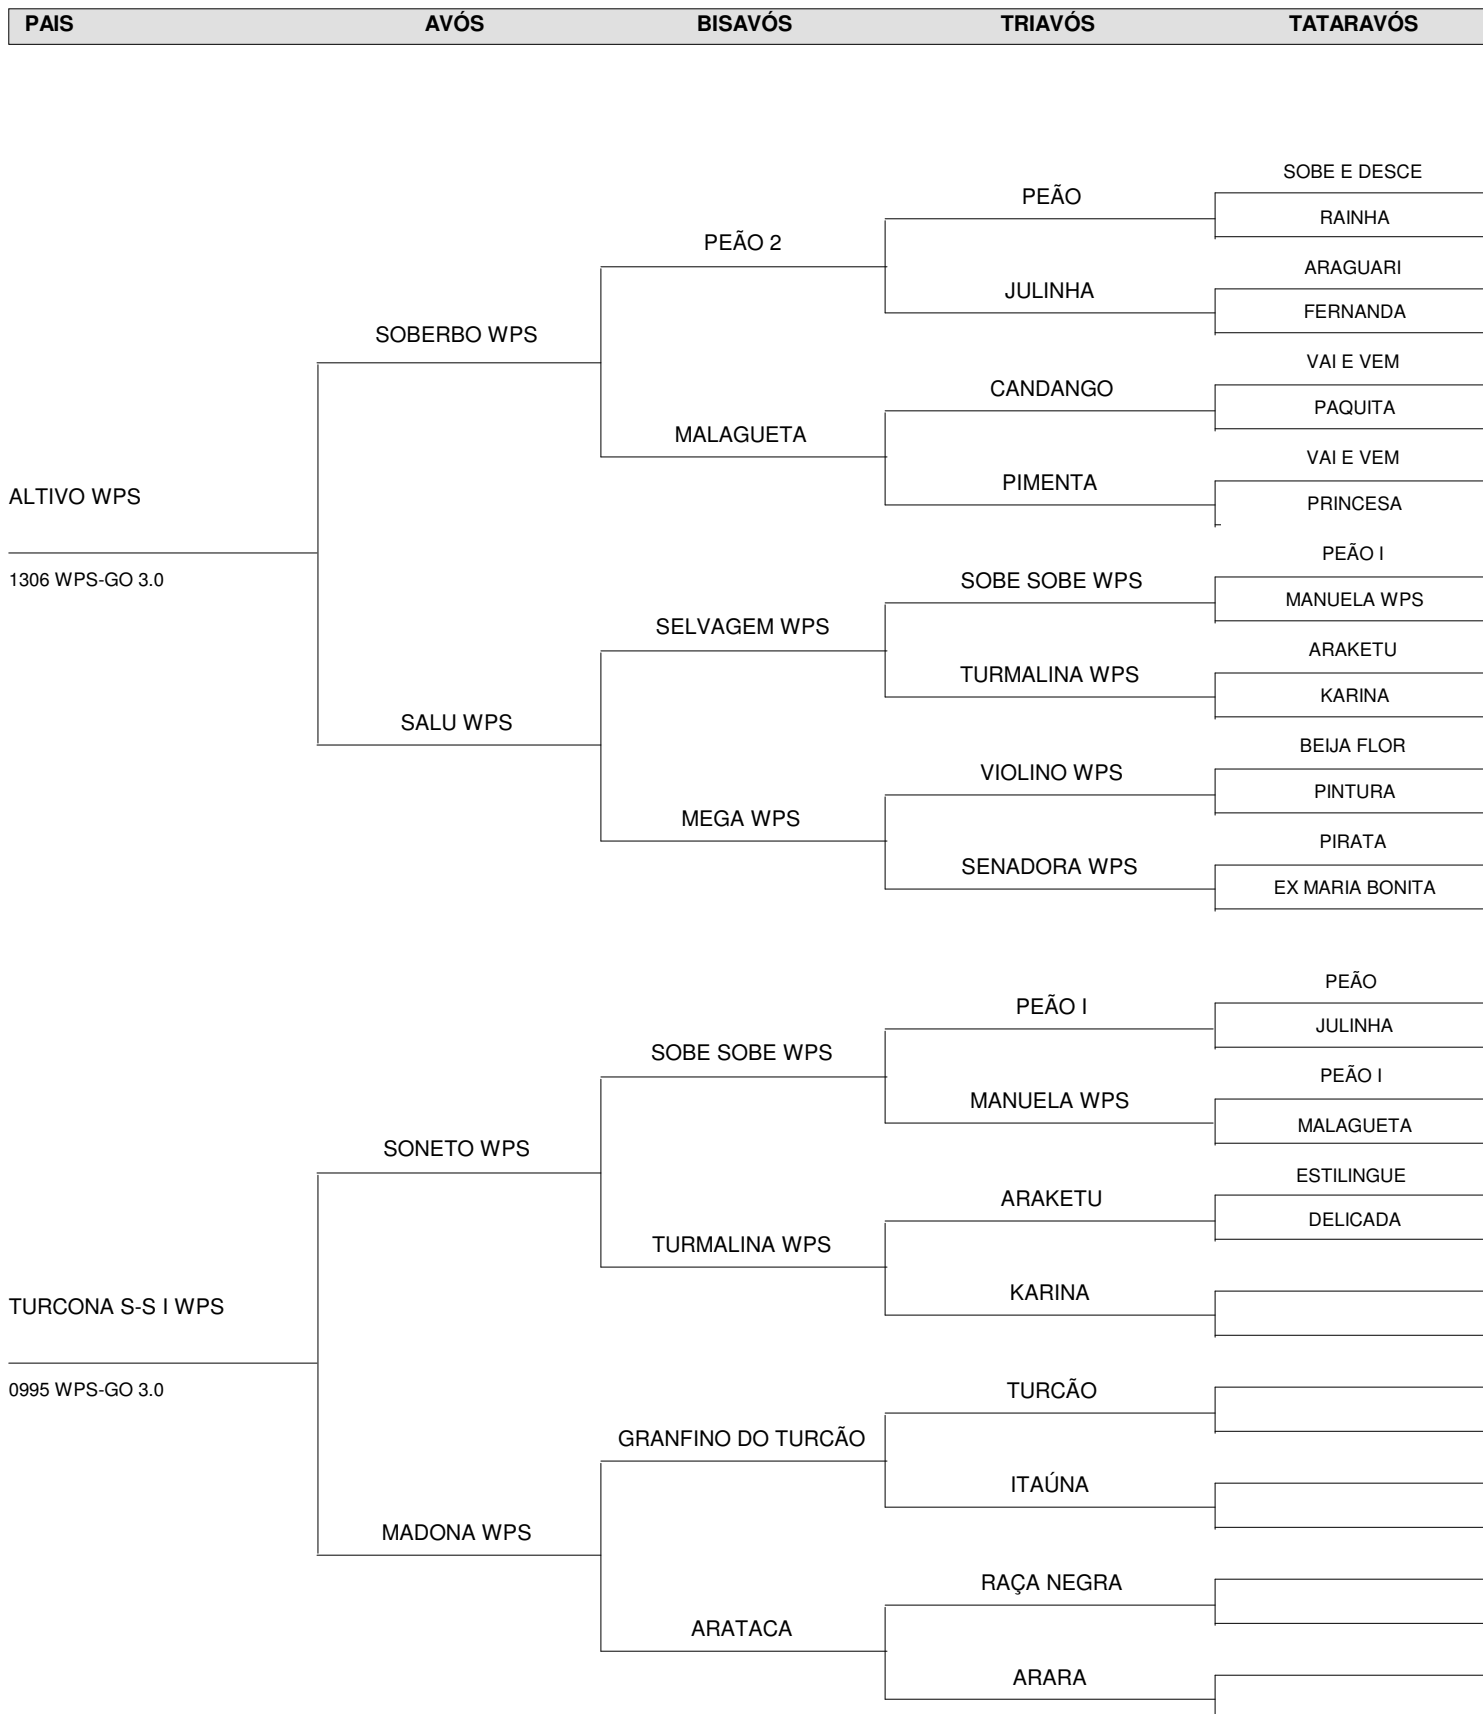 PAIS AVÓS BISAVÓS TRIAVÓS TATARAVÓS
SOBE E DESCE
PEÃO
RAINHA
PEÃO 2
ARAGUARI
JULINHA
FERNANDA
SOBERBO WPS
VAI E VEM
CANDANGO
PAQUITA
MALAGUETA
VAI E VEM
PIMENTA
ALTIVO WPS
PRINCESA
PEÃO I
1306 WPS-GO 3.0
SOBE SOBE WPS
MANUELA WPS
SELVAGEM WPS
ARAKETU
TURMALINA WPS
KARINA
SALU WPS
BEIJA FLOR
VIOLINO WPS
PINTURA
MEGA WPS
PIRATA
SENADORA WPS
EX MARIA BONITA
PEÃO
PEÃO I
JULINHA
SOBE SOBE WPS
PEÃO I
MANUELA WPS
MALAGUETA
SONETO WPS
ESTILINGUE
ARAKETU
DELICADA
TURMALINA WPS
KARINA
TURCONA S-S I WPS
0995 WPS-GO 3.0
TURCÃO
GRANFINO DO TURCÃO
ITAÚNA
MADONA WPS
RAÇA NEGRA
ARATACA
ARARA